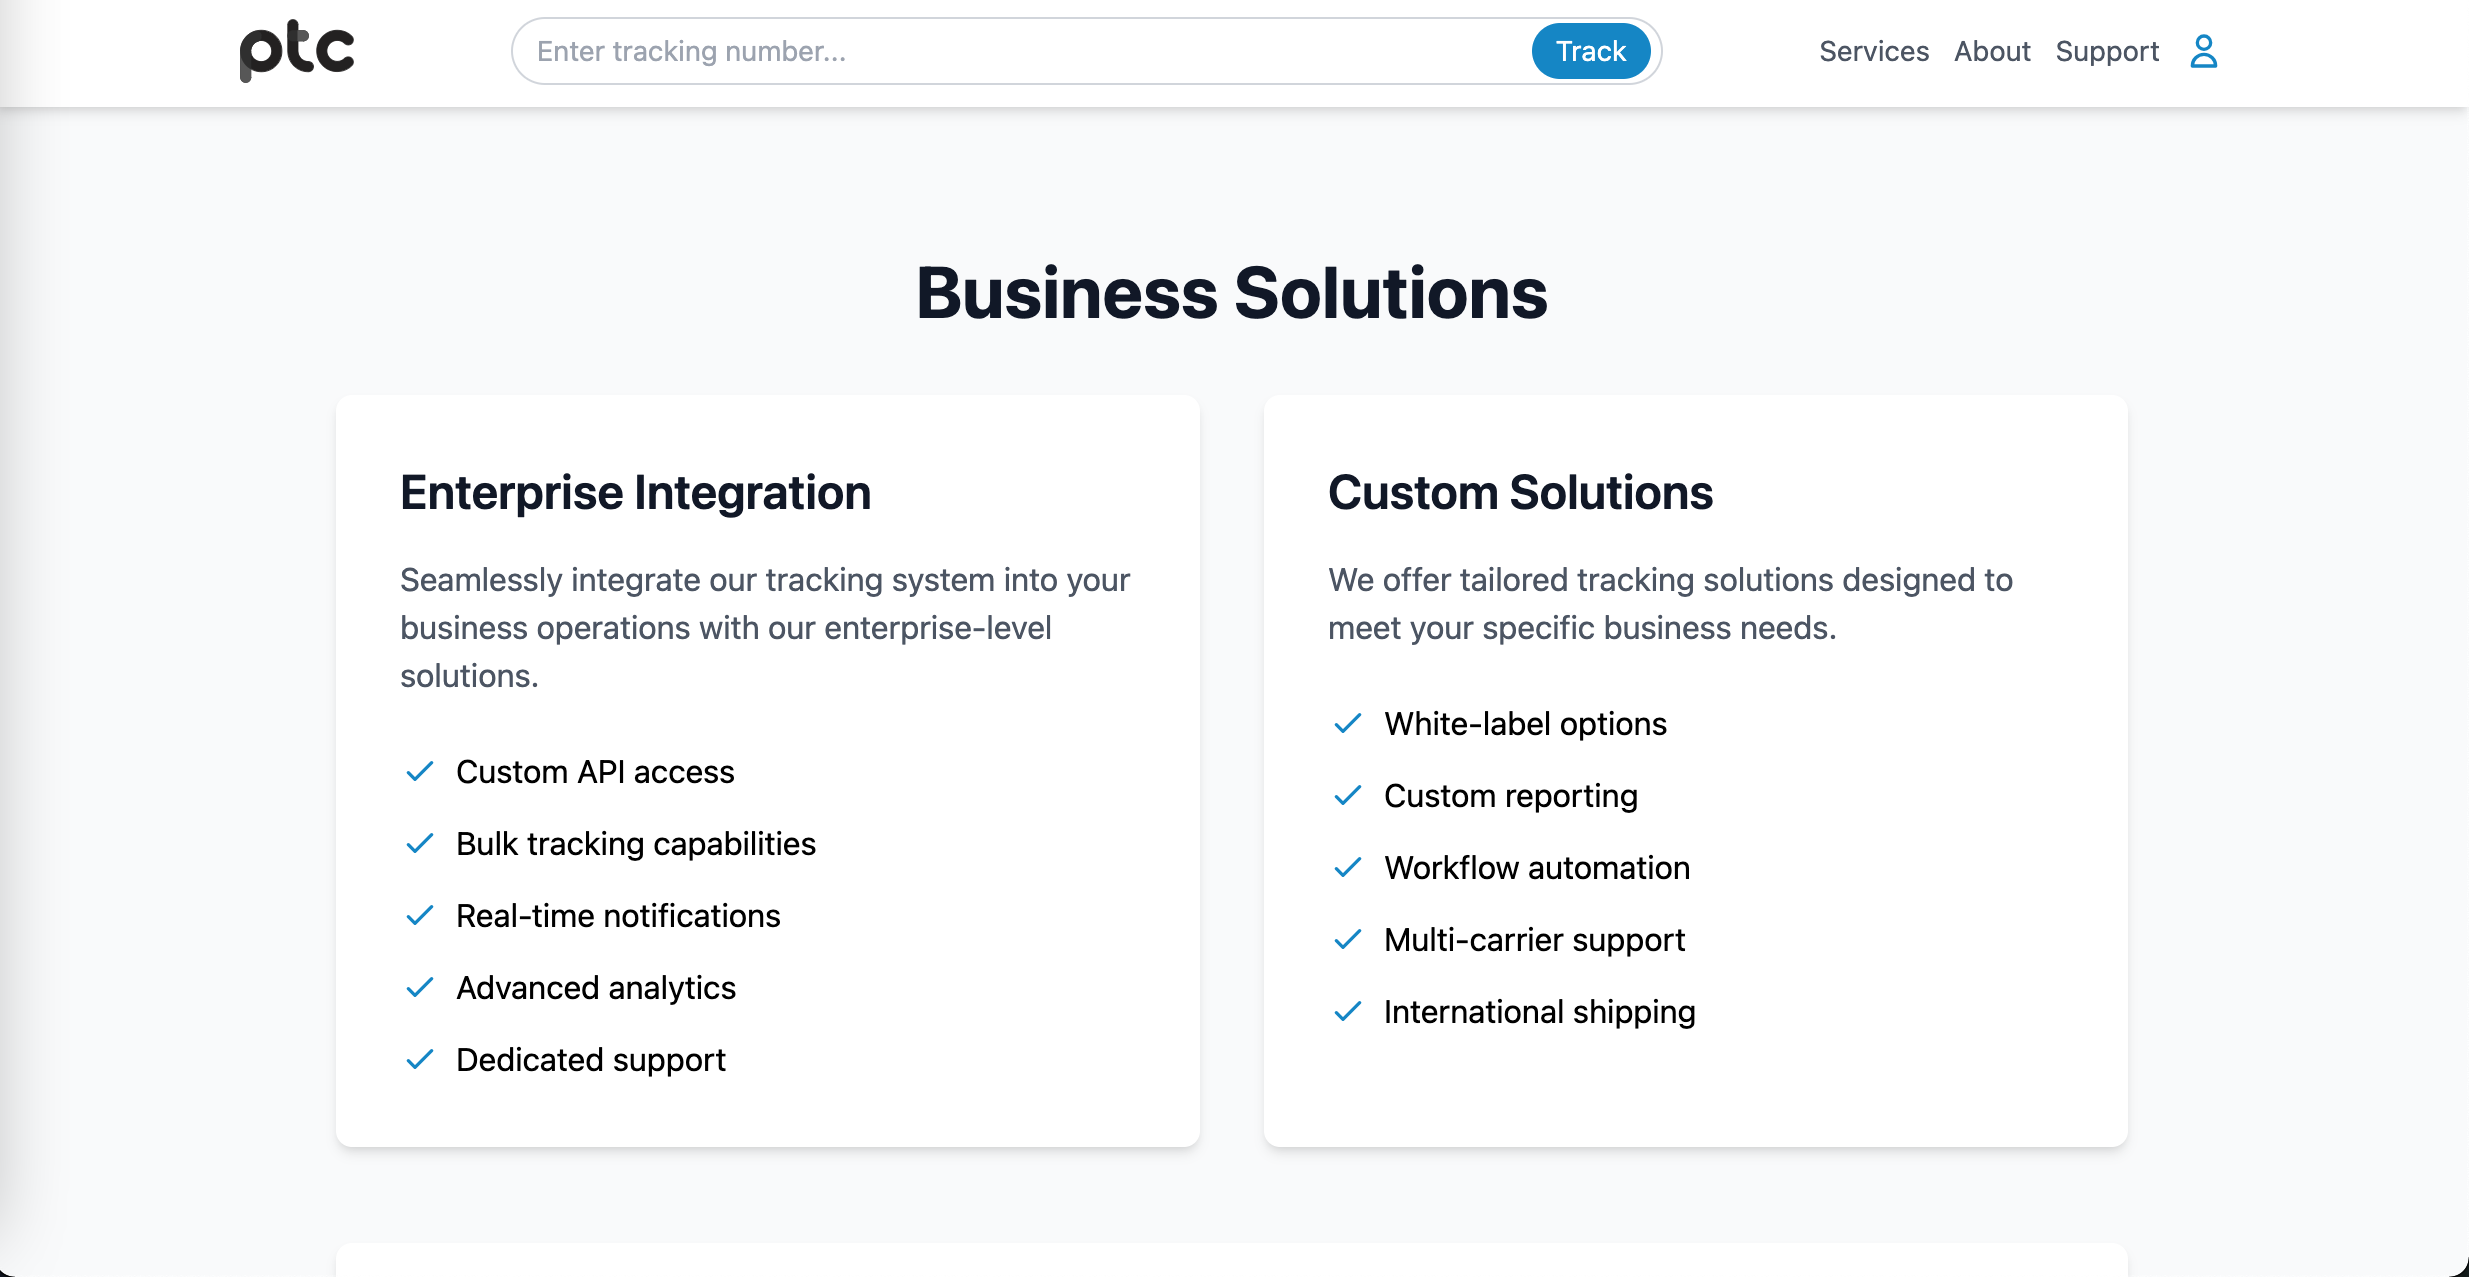 ptc
Enter tracking number...
Track
Services
About
Support
Business Solutions
Enterprise Integration
Seamlessly integrate our tracking system into your
business operations with our enterprise-level
solutions.
Custom API access
Bulk tracking capabilities
Real-time notifications
Advanced analytics
Dedicated support
Custom Solutions
We offer tailored tracking solutions designed to
meet your specific business needs.
White-label options
Custom reporting
Workflow automation
Multi-carrier support
International shipping